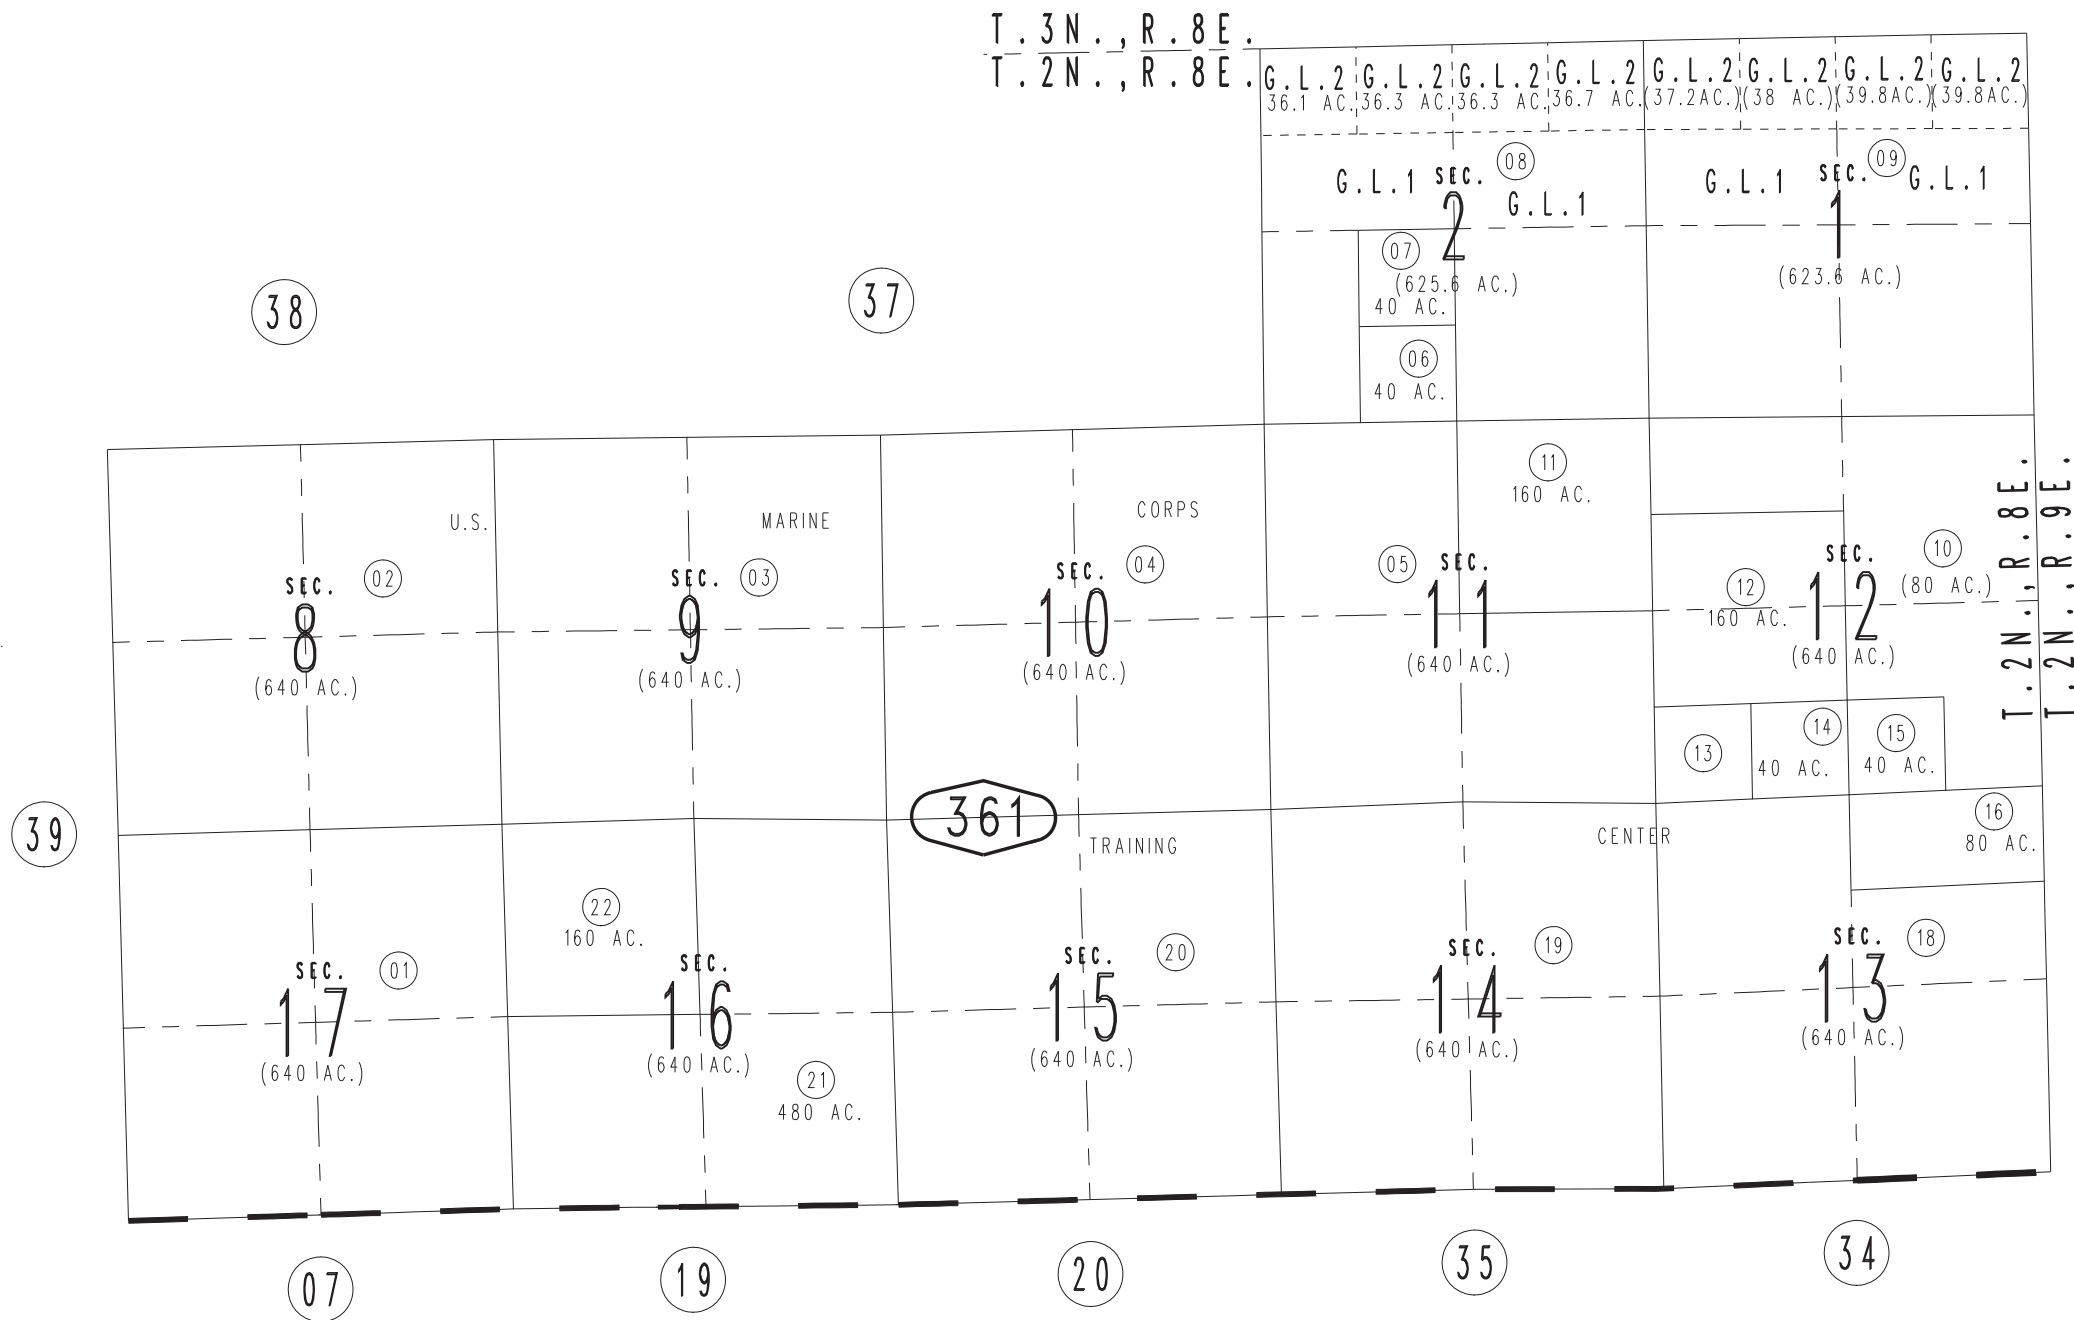 T.3N.,R.8E.
T.2N.,R.8E.
G.L.2 G.L.2 G.L.2 G.L.2 G.L.2 G.L.2 G.L.2 G.L.2
36.1 AC. 36.3 AC. 36.3 AC. 36.7 AC. (37.2AC.) (38 AC.) (39.8AC.) (39.8AC.)
G.L.1 SEC. 08
2 G.L.1
G.L.1 SEC. 09 G.L.1
1
07
(625.6 AC.)
40 AC.
(623.6 AC.)
38
37
06
40 AC.
11
160 AC.
U.S. MARINE CORPS
SEC. 02
8
(640 AC.)
SEC. 03
9
(640 AC.)
SEC. 04
10
(640 AC.)
05 SEC.
11
(640 AC.)
SEC. 10
12
(80 AC.)
(640 AC.)
12
160 AC.
T.2N.,R.8E.
T.2N.,R.9E.
13
14
40 AC.
15
40 AC.
39
361
TRAINING CENTER
16
80 AC.
22
160 AC.
SEC. 01
17
(640 AC.)
SEC.
16
(640 AC.)
21
480 AC.
SEC. 20
15
(640 AC.)
SEC. 19
14
(640 AC.)
SEC. 18
13
(640 AC.)
07
19
20
35
34